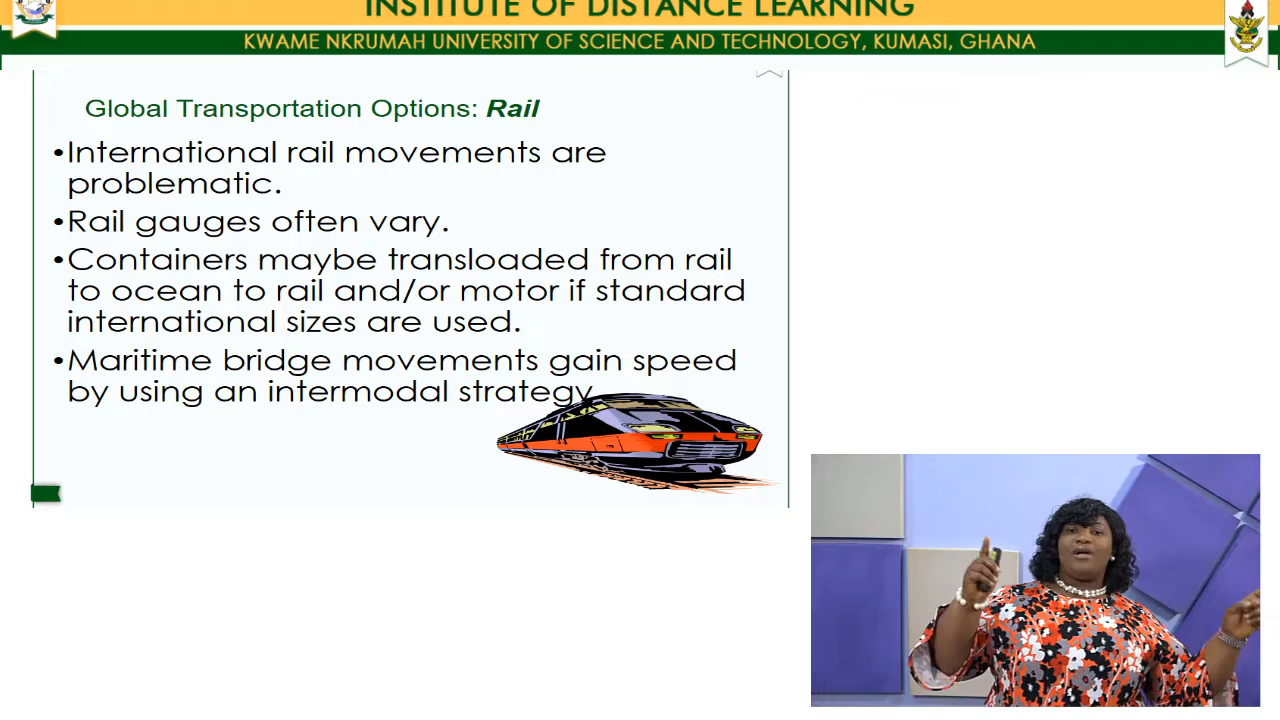 INSTITUTE OF DISTANCE LEARNING
KWAME NKRUMAH UNIVERSITY OF SCIENCE AND TECHNOLOGY, KUMASI, GHANA
Global Transportation Options: Rail
•International rail movements are
problematic.
•Rail gauges often vary.
•Containers maybe transloaded from rail
to ocean to rail and/or motor if standard
international sizes are used.
•Maritime bridge movements gain speed
by using an intermodal strategy